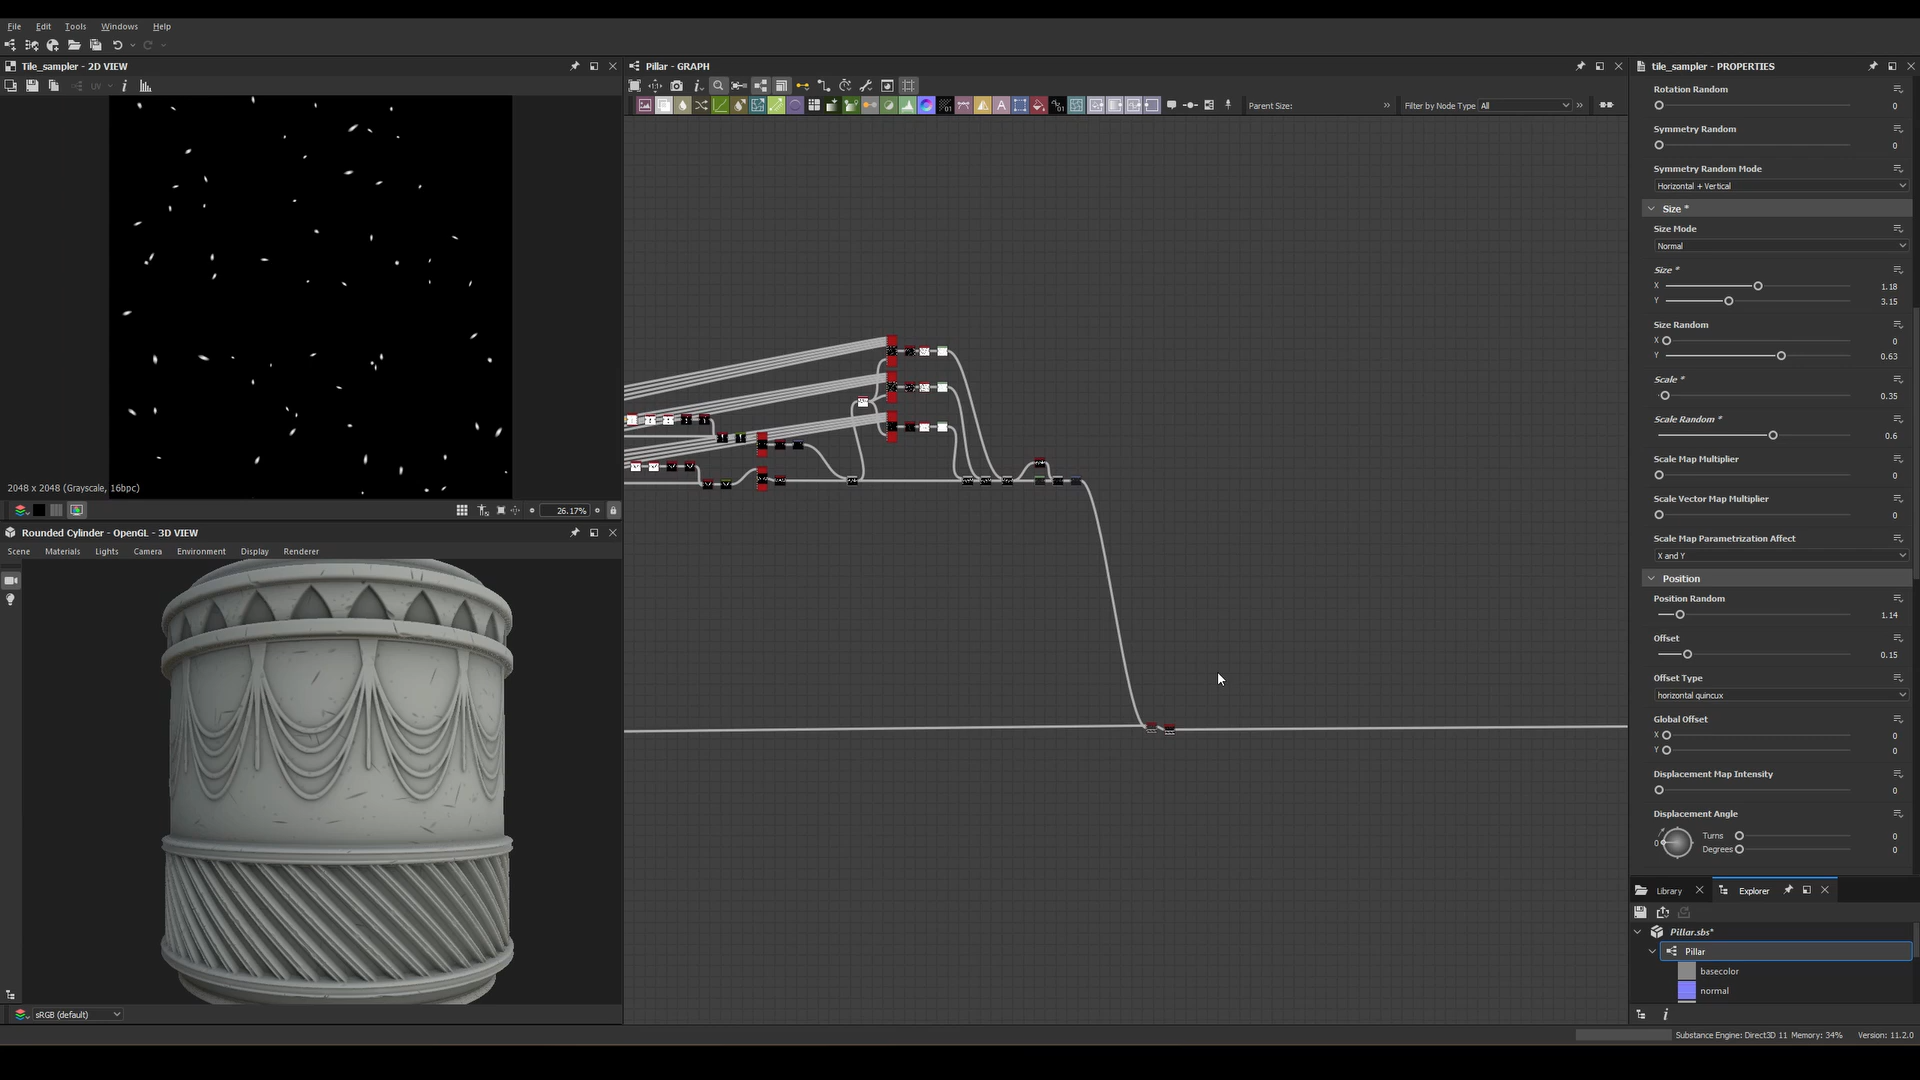 File Edit Tools Windows Help
Tile_sampler - 2D VIEW
2048 x 2048 (Grayscale, 16bpc)
26.17%
Rounded Cylinder - OpenGL - 3D VIEW
Scene Materials Lights Camera Environment Display Renderer
sRGB (default)
Pillar - GRAPH
Parent Size:
Filter by Node Type All
tile_sampler - PROPERTIES
Rotation Random
0
Symmetry Random
0
Symmetry Random Mode
Horizontal + Vertical
Size *
Size Mode
Normal
Size *
X 1.18
Y 3.15
Size Random
X 0
Y 0.63
Scale *
0.35
Scale Random *
0.6
Scale Map Multiplier
0
Scale Vector Map Multiplier
0
Scale Map Parametrization Affect
X and Y
Position
Position Random
1.14
Offset
0.15
Offset Type
horizontal quincux
Global Offset
X 0
Y 0
Displacement Map Intensity
0
Displacement Angle
0 Turns 0
Degrees 0
Library Explorer
Pillar.sbs*
Pillar
basecolor
normal
Substance Engine: Direct3D 11 Memory: 34% Version: 11.2.0